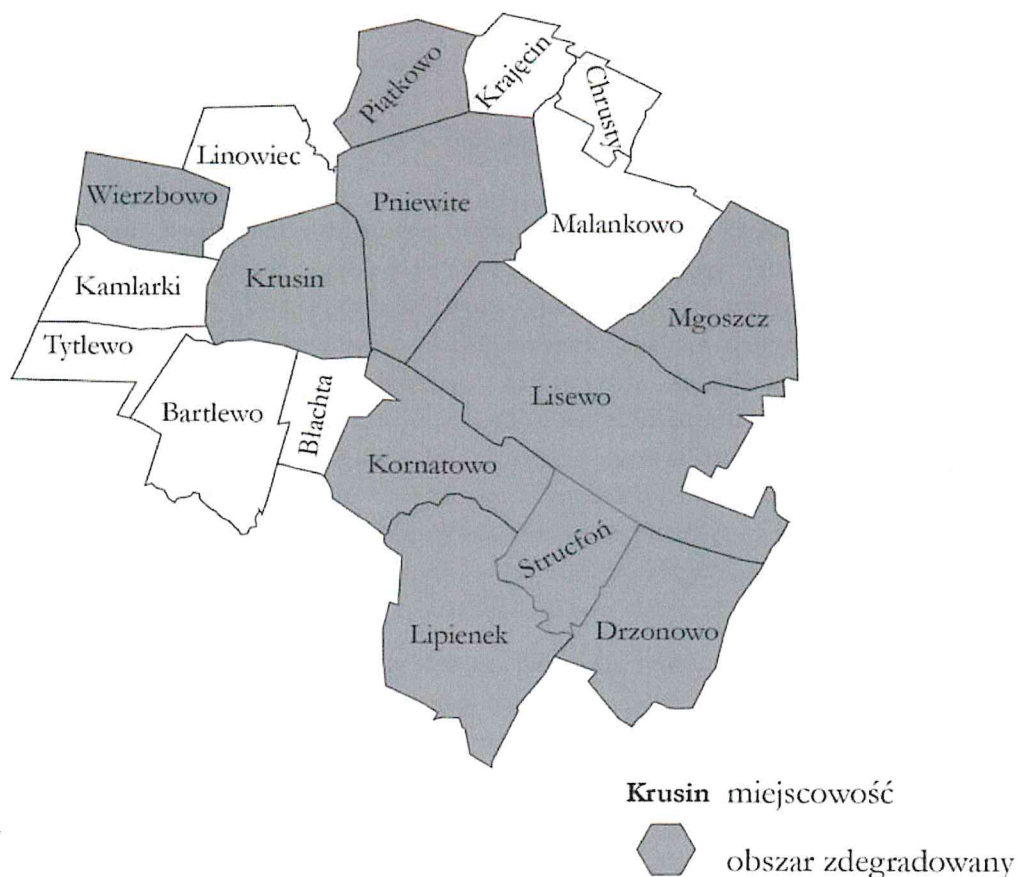 Piątkowo
Krajęcin
Chrusty
Linowiec
Wierzbowo
Pniewite
Malankowo
Kamlarki
Krusin
Mgoszcz
Tytlewo
Bartlewo
Błachta
Lisewo
Kornatowo
Strucfoń
Lipienek
Drzonowo
Krusin miejscowość
obszar zdegradowany